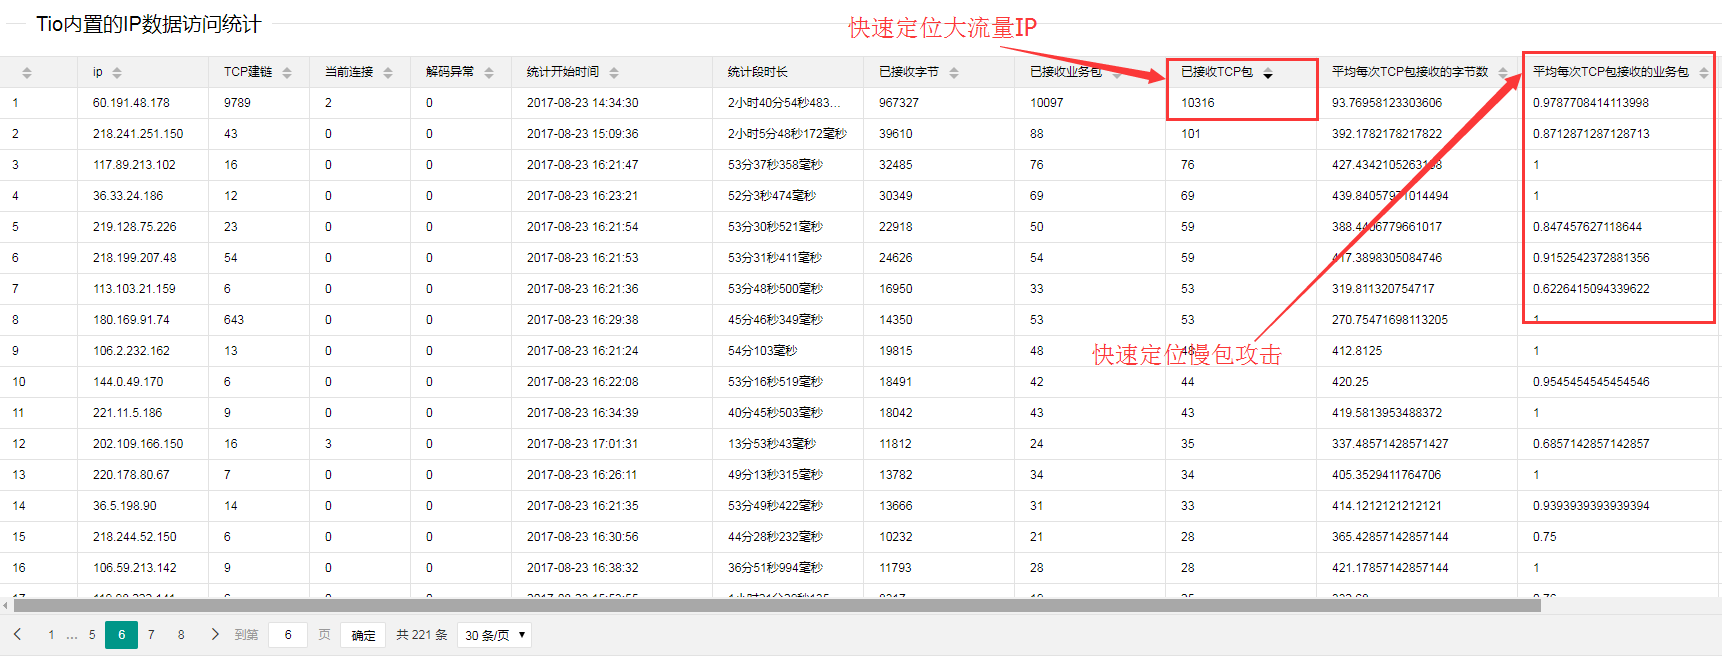 Tio内置的IP数据访问统计
快速定位大流量IP
ip TCP建链 当前连接 解码异常 统计开始时间 统计段时长 已接收字节 已接收业务包 已接收TCP包 平均每次TCP包接收的字节数 平均每次TCP包接收的业务包
1 60.191.48.178 9789 2 0 2017-08-23 14:34:30 2小时40分54秒483... 967327 10097 10316 93.76958123303606 0.9787708414113998
2 218.241.251.150 43 0 0 2017-08-23 15:09:36 2小时5分48秒172毫秒 39610 88 101 392.1782178217822 0.8712871287128713
3 117.89.213.102 16 0 0 2017-08-23 16:21:47 53分37秒358毫秒 32485 76 76 427.4342105263158 1
4 36.33.24.186 12 0 0 2017-08-23 16:23:21 52分3秒474毫秒 30349 69 69 439.84057971014494 1
5 219.128.75.226 23 0 0 2017-08-23 16:21:54 53分30秒521毫秒 22918 50 59 388.4406779661017 0.847457627118644
6 218.199.207.48 54 0 0 2017-08-23 16:21:53 53分31秒411毫秒 24626 54 59 417.3898305084746 0.9152542372881356
7 113.103.21.159 6 0 0 2017-08-23 16:21:36 53分48秒500毫秒 16950 33 53 319.811320754717 0.6226415094339622
8 180.169.91.74 643 0 0 2017-08-23 16:29:38 45分46秒349毫秒 14350 53 53 270.75471698113205 1
9 106.2.232.162 13 0 0 2017-08-23 16:21:24 54分103毫秒 19815 48 48 412.8125 1
快速定位慢包攻击
10 144.0.49.170 6 0 0 2017-08-23 16:22:08 53分16秒519毫秒 18491 42 44 420.25 0.9545454545454546
11 221.11.5.186 9 0 0 2017-08-23 16:34:39 40分45秒503毫秒 18042 43 43 419.5813953488372 1
12 202.109.166.150 16 3 0 2017-08-23 17:01:31 13分53秒43毫秒 11812 24 35 337.48571428571427 0.6857142857142857
13 220.178.80.67 7 0 0 2017-08-23 16:26:11 49分13秒315毫秒 13782 34 34 405.3529411764706 1
14 36.5.198.90 14 0 0 2017-08-23 16:21:35 53分49秒422毫秒 13666 31 33 414.1212121212121 0.9393939393939394
15 218.244.52.150 6 0 0 2017-08-23 16:30:56 44分28秒232毫秒 10232 21 28 365.42857142857144 0.75
16 106.59.213.142 9 0 0 2017-08-23 16:38:32 36分51秒994毫秒 11793 28 28 421.17857142857144 1
1 ... 5 6 7 8 到第 6 页 确定 共 221 条 30 条/页